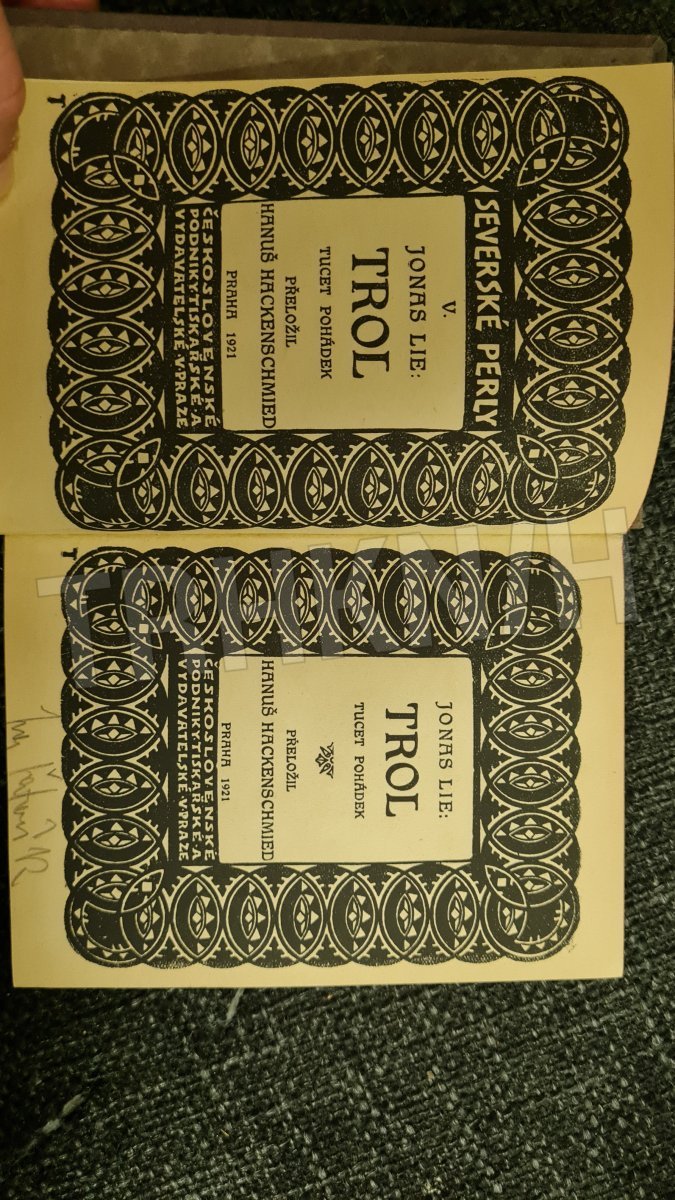 SEVERSKÉ PERLY
V.
JONAS LIE:
TROL
TUCET POHÁDEK
PŘELOŽIL
HANUŠ HACKENSCHMIED
PRAHA 1921
ČESKOSLOVENSKÉ
PODNIKY·TISKAŘSKÉ·A
VYDAVATELSKÉ·V·PRAZE
T
JONAS LIE:
TROL
TUCET POHÁDEK
PŘELOŽIL
HANUŠ HACKENSCHMIED
PRAHA 1921
ČESKOSLOVENSKÉ
PODNIKY·TISKAŘSKÉ·A
VYDAVATELSKÉ·V·PRAZE
T
TRHKNIH